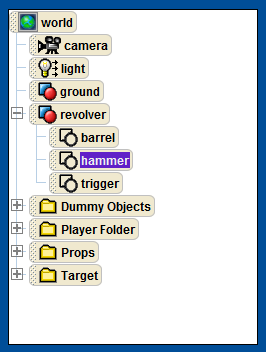 world
camera
light
ground
revolver
barrel
hammer
trigger
Dummy Objects
Player Folder
Props
Target